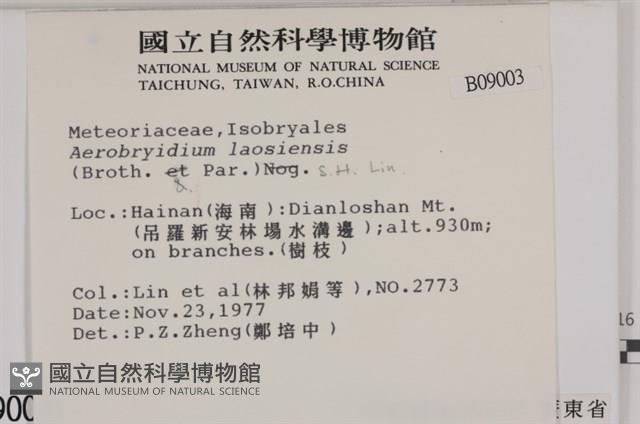 國立自然科學博物館
NATIONAL MUSEUM OF NATURAL SCIENCE
TAICHUNG, TAIWAN, R.O.CHINA
B09003
Meteoriaceae,Isobryales
Aerobryidium laosiensis
(Broth. et Par.)Nog. S.H. Lin
&
Loc.:Hainan(海南):Dianloshan Mt.
(吊羅新安林場水溝邊);alt.930m;
on branches.(樹枝)
Col.:Lin et al(林邦娟等),NO.2773
Date:Nov.23,1977
Det.:P.Z.Zheng(鄭培中)
16
國立自然科學博物館
NATIONAL MUSEUM OF NATURAL SCIENCE
900
東省